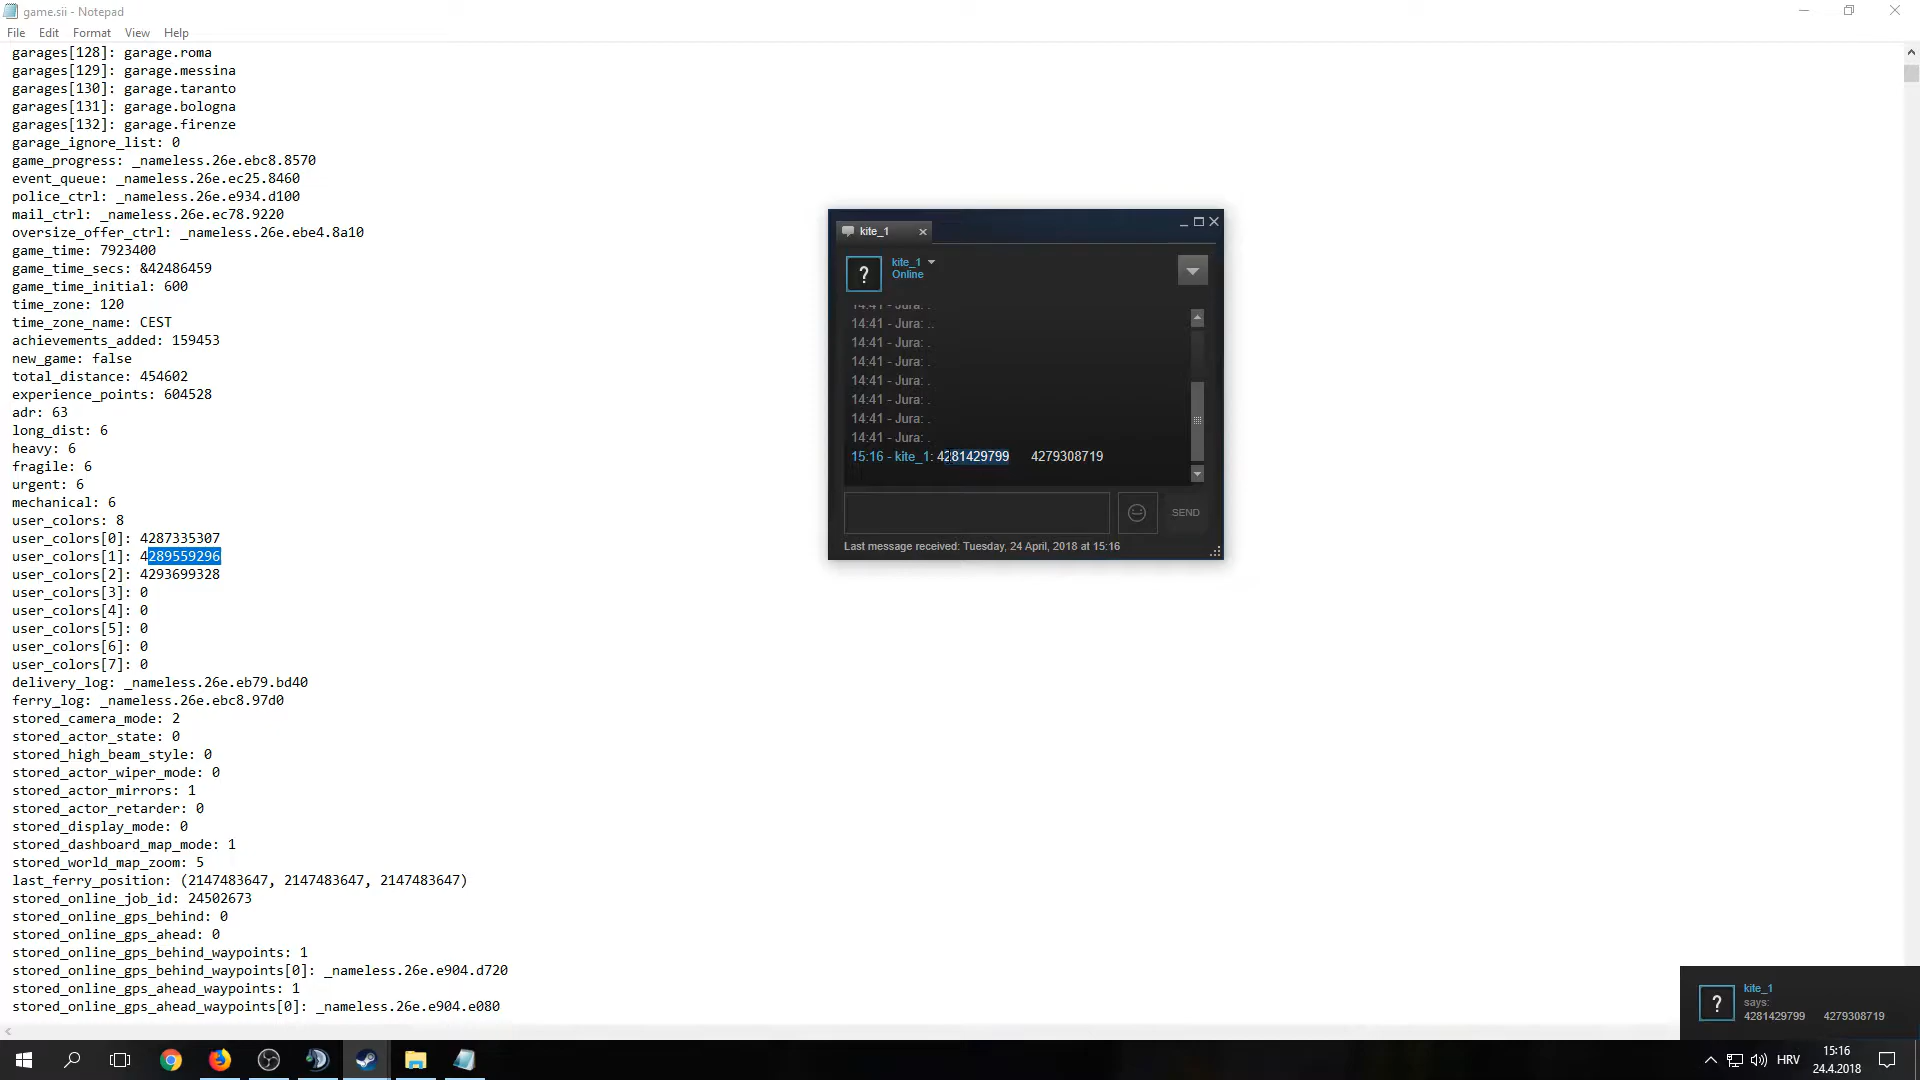 game.sii - Notepad
File Edit Format View Help
garages[128]: garage.roma
garages[129]: garage.messina
garages[130]: garage.taranto
garages[131]: garage.bologna
garages[132]: garage.firenze
garage_ignore_list: 0
game_progress: _nameless.26e.ebc8.8570
event_queue: _nameless.26e.ec25.8460
police_ctrl: _nameless.26e.e934.d100
mail_ctrl: _nameless.26e.ec78.9220
oversize_offer_ctrl: _nameless.26e.ebe4.8a10
game_time: 7923400
game_time_secs: &42486459
game_time_initial: 600
time_zone: 120
time_zone_name: CEST
achievements_added: 159453
new_game: false
total_distance: 454602
experience_points: 604528
adr: 63
long_dist: 6
heavy: 6
fragile: 6
urgent: 6
mechanical: 6
user_colors: 8
user_colors[0]: 4287335307
user_colors[1]: 4289559296
user_colors[2]: 4293699328
user_colors[3]: 0
user_colors[4]: 0
user_colors[5]: 0
user_colors[6]: 0
user_colors[7]: 0
delivery_log: _nameless.26e.eb79.bd40
ferry_log: _nameless.26e.ebc8.97d0
stored_camera_mode: 2
stored_actor_state: 0
stored_high_beam_style: 0
stored_actor_wiper_mode: 0
stored_actor_mirrors: 1
stored_actor_retarder: 0
stored_display_mode: 0
stored_dashboard_map_mode: 1
stored_world_map_zoom: 5
last_ferry_position: (2147483647, 2147483647, 2147483647)
stored_online_job_id: 24502673
stored_online_gps_behind: 0
stored_online_gps_ahead: 0
stored_online_gps_behind_waypoints: 1
stored_online_gps_behind_waypoints[0]: _nameless.26e.e904.d720
stored_online_gps_ahead_waypoints: 1
stored_online_gps_ahead_waypoints[0]: _nameless.26e.e904.e080
kite_1
kite_1
Online
14:41 - Jura: .
14:41 - Jura: ..
14:41 - Jura: .
14:41 - Jura: .
14:41 - Jura: .
14:41 - Jura: .
14:41 - Jura: .
14:41 - Jura: .
15:16 - kite_1: 4281429799 4279308719
SEND
Last message received: Tuesday, 24 April, 2018 at 15:16
kite_1
says:
4281429799 4279308719
HRV
15:16
24.4.2018